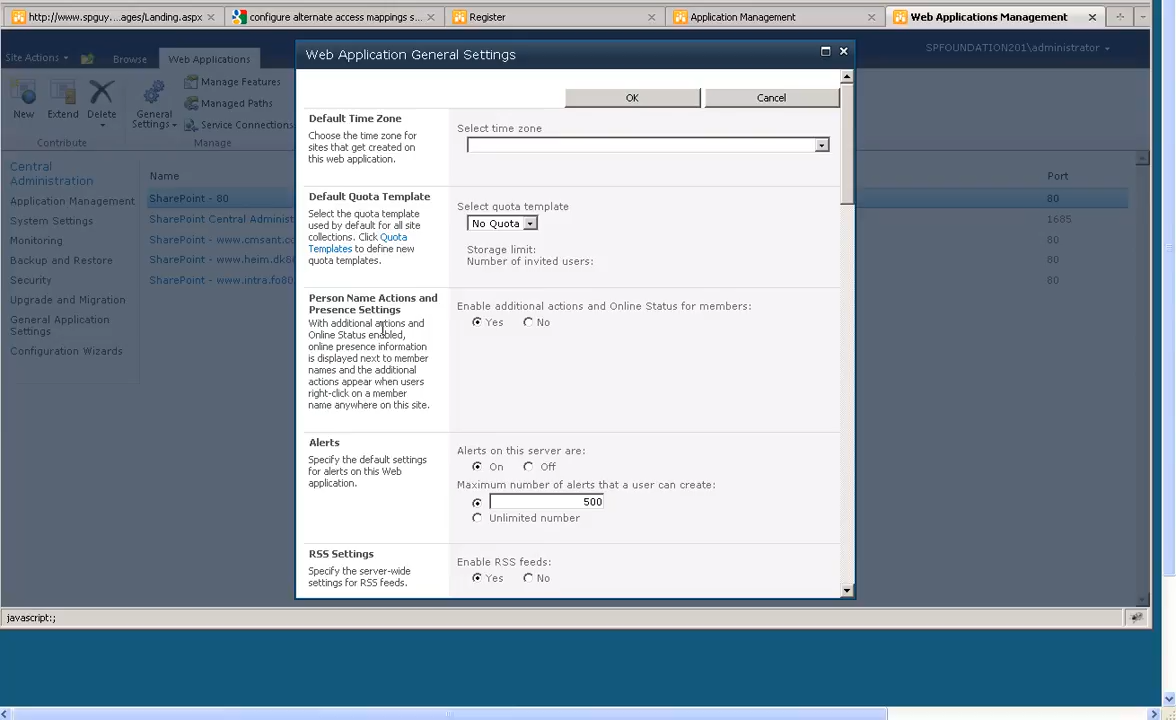 http://www.spguy....ages/Landing.aspx
configure alternate access mappings s...
Register
Application Management
Web Applications Management
Site Actions
Browse
Web Applications
SPFOUNDATION201\administrator
New
Extend
Delete
General Settings
Manage Features
Managed Paths
Service Connections
Contribute
Manage
Central Administration
Application Management
System Settings
Monitoring
Backup and Restore
Security
Upgrade and Migration
General Application Settings
Configuration Wizards
Name
Port
SharePoint - 80
80
SharePoint Central Administ
1685
SharePoint - www.cmsant.co
80
SharePoint - www.heim.dk80
80
SharePoint - www.intra.fo80
80
Web Application General Settings
OK
Cancel
Default Time Zone
Choose the time zone for
sites that get created on
this web application.
Select time zone
Default Quota Template
Select the quota template
used by default for all site
collections. Click Quota
Templates to define new
quota templates.
Select quota template
No Quota
Storage limit:
Number of invited users:
Person Name Actions and
Presence Settings
With additional actions and
Online Status enabled,
online presence information
is displayed next to member
names and the additional
actions appear when users
right-click on a member
name anywhere on this site.
Enable additional actions and Online Status for members:
Yes No
Alerts
Specify the default settings
for alerts on this Web
application.
Alerts on this server are:
On Off
Maximum number of alerts that a user can create:
500
Unlimited number
RSS Settings
Specify the server-wide
settings for RSS feeds.
Enable RSS feeds:
Yes No
javascript:;